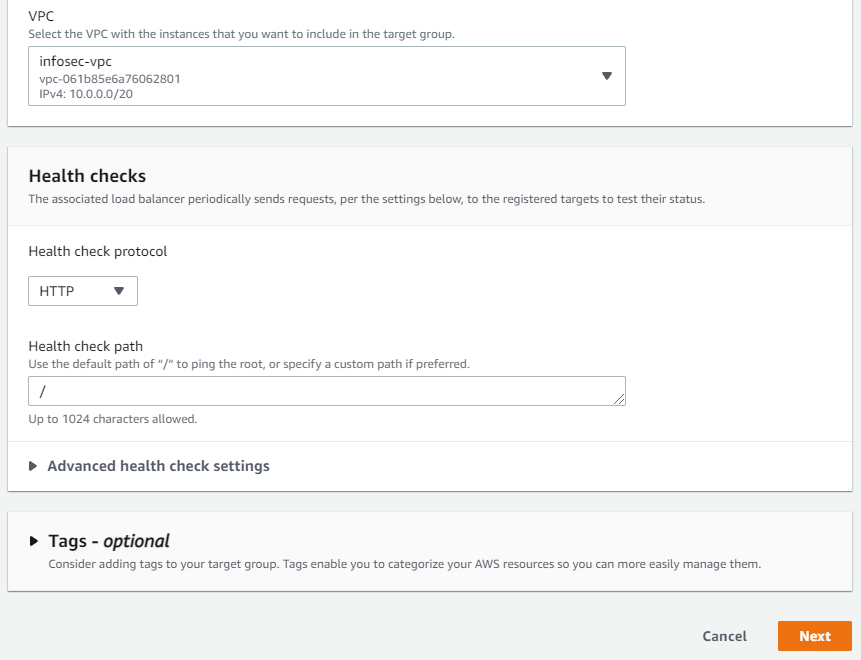 VPC
Select the VPC with the instances that you want to include in the target group.
infosec-vpc
vpc-061b85e6a76062801
IPv4: 10.0.0.0/20
Health checks
The associated load balancer periodically sends requests, per the settings below, to the registered targets to test their status.
Health check protocol
HTTP
Health check path
Use the default path of "/" to ping the root, or specify a custom path if preferred.
/
Up to 1024 characters allowed.
Advanced health check settings
Tags - optional
Consider adding tags to your target group. Tags enable you to categorize your AWS resources so you can more easily manage them.
Cancel Next